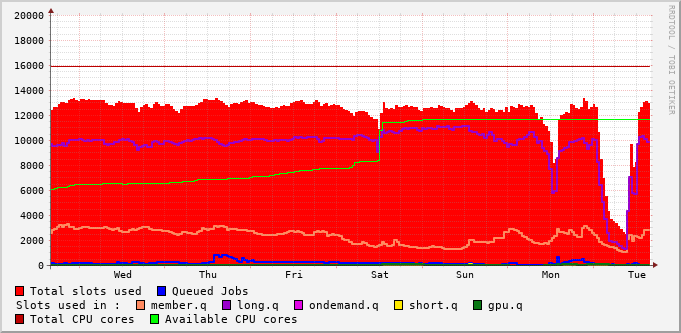 RRDTOOL / TOBI OETIKER
20000
18000
16000
14000
12000
10000
8000
6000
4000
2000
0
Wed Thu Fri Sat Sun Mon Tue
Total slots used Queued Jobs
Slots used in : member.q long.q ondemand.q short.q gpu.q
Total CPU cores Available CPU cores